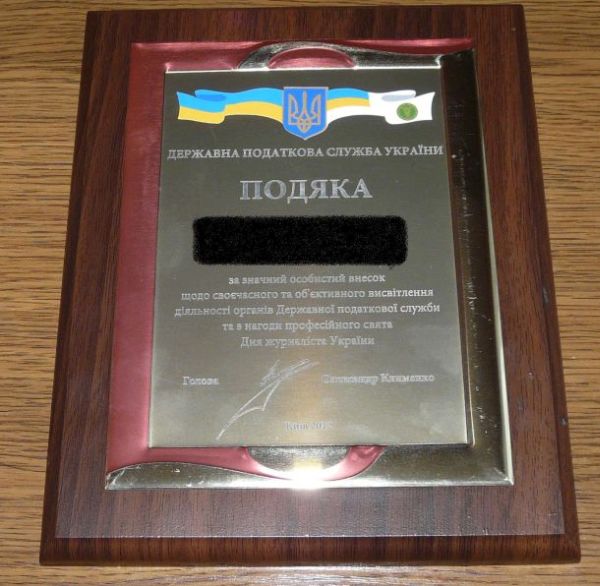 ДЕРЖАВНА ПОДАТКОВА СЛУЖБА УКРАЇНИ
ПОДЯКА
за значний особистий внесок
щодо своєчасного та об'єктивного висвітлення
діяльності органів Державної податкової служби
та в нагоди професійного свята
Дня журналіста України
Голова Клименко
Київ